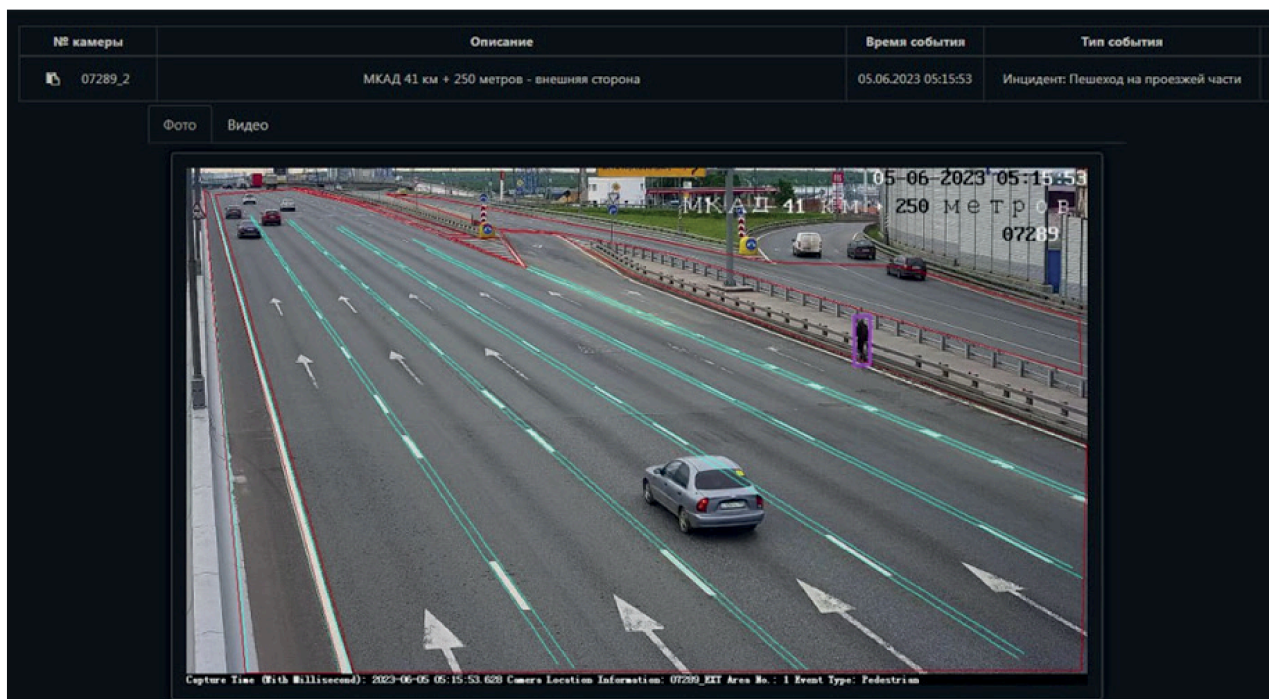 № камеры Описание Время события Тип события
07289_2 МКАД 41 км + 250 метров - внешняя сторона 05.06.2023 05:15:53 Инцидент: Пешеход на проезжей части
Фото Видео
05-06-2023 05:15:53
МКАД 41 км+ 250 метров
07289
Capture Time (With Millisecond): 2023-06-05 05:15:53.628 Camera Location Information: 07289_EXT Area No.: 1 Event Type: Pedestrian